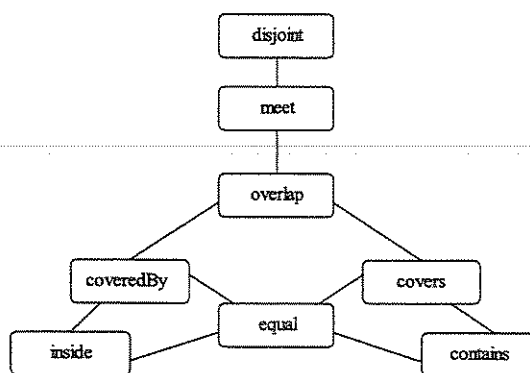 disjoint
meet
overlap
coveredBy
covers
equal
inside
contains